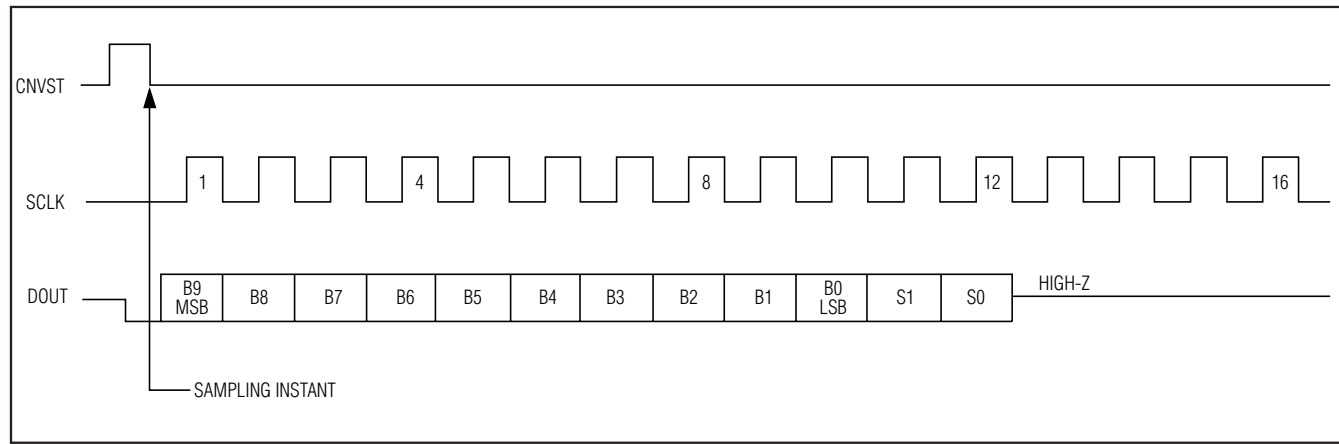 CNVST
SCLK
1
4
8
12
16
DOUT
B9
MSB
B8
B7
B6
B5
B4
B3
B2
B1
B0
LSB
S1
S0
HIGH-Z
SAMPLING INSTANT